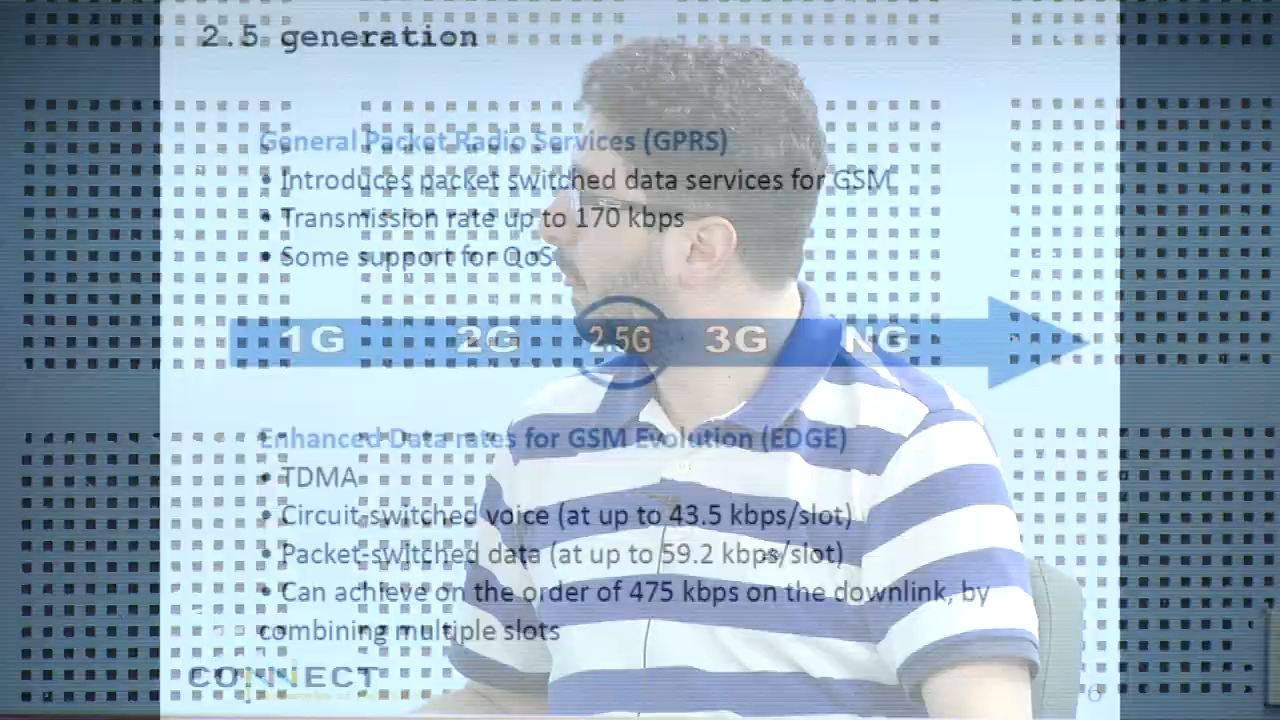 2.5 generation
General Packet Radio Services (GPRS)
• Introduces packet switched data services for GSM
• Transmission rate up to 170 kbps
• Some support for QoS
1G 2G 2.5G 3G NG
Enhanced Data rates for GSM Evolution (EDGE)
• TDMA
• Circuit-switched voice (at up to 43.5 kbps/slot)
• Packet-switched data (at up to 59.2 kbps/slot)
• Can achieve on the order of 475 kbps on the downlink, by
combining multiple slots
CONNECT
6